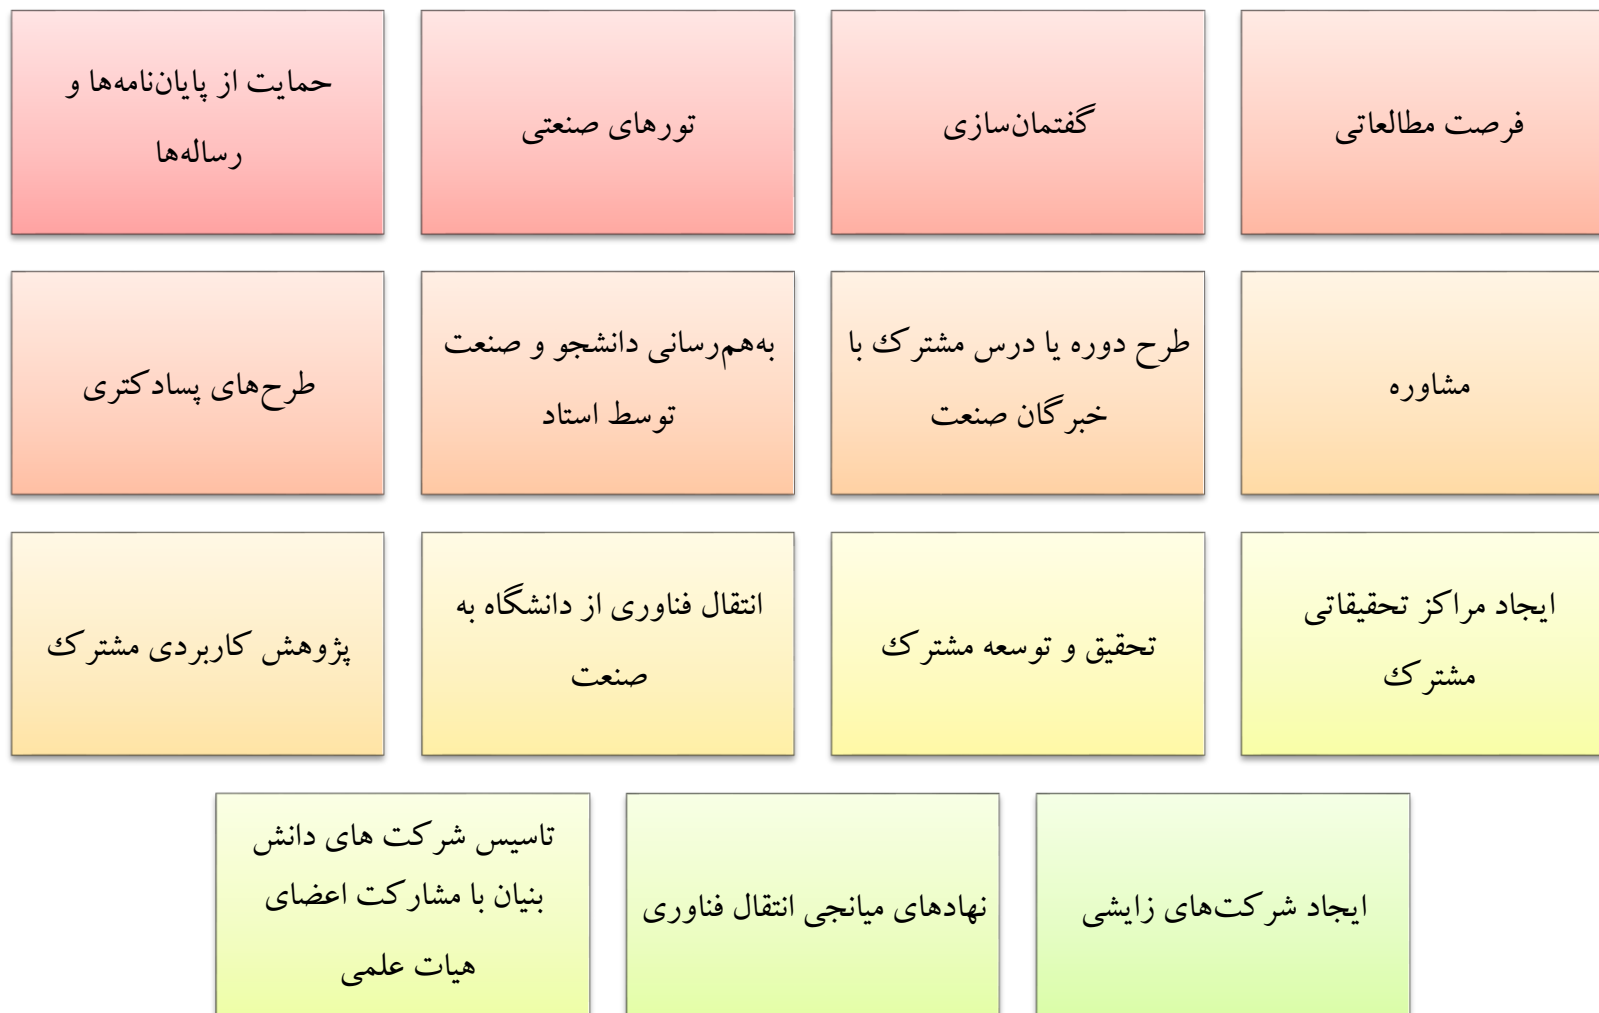 حمایت از پایان‌نامه‌ها و
رساله‌ها
تورهای صنعتی
گفتمان‌سازی
فرصت مطالعاتی
طرح‌های پسادکتری
به‌هم‌رسانی دانشجو و صنعت
توسط استاد
طرح دوره یا درس مشترک با
خبرگان صنعت
مشاوره
پژوهش کاربردی مشترک
انتقال فناوری از دانشگاه به
صنعت
تحقیق و توسعه مشترک
ایجاد مراکز تحقیقاتی
مشترک
تاسیس شرکت های دانش
بنیان با مشارکت اعضای
هیات علمی
نهادهای میانجی انتقال فناوری
ایجاد شرکت‌های زایشی